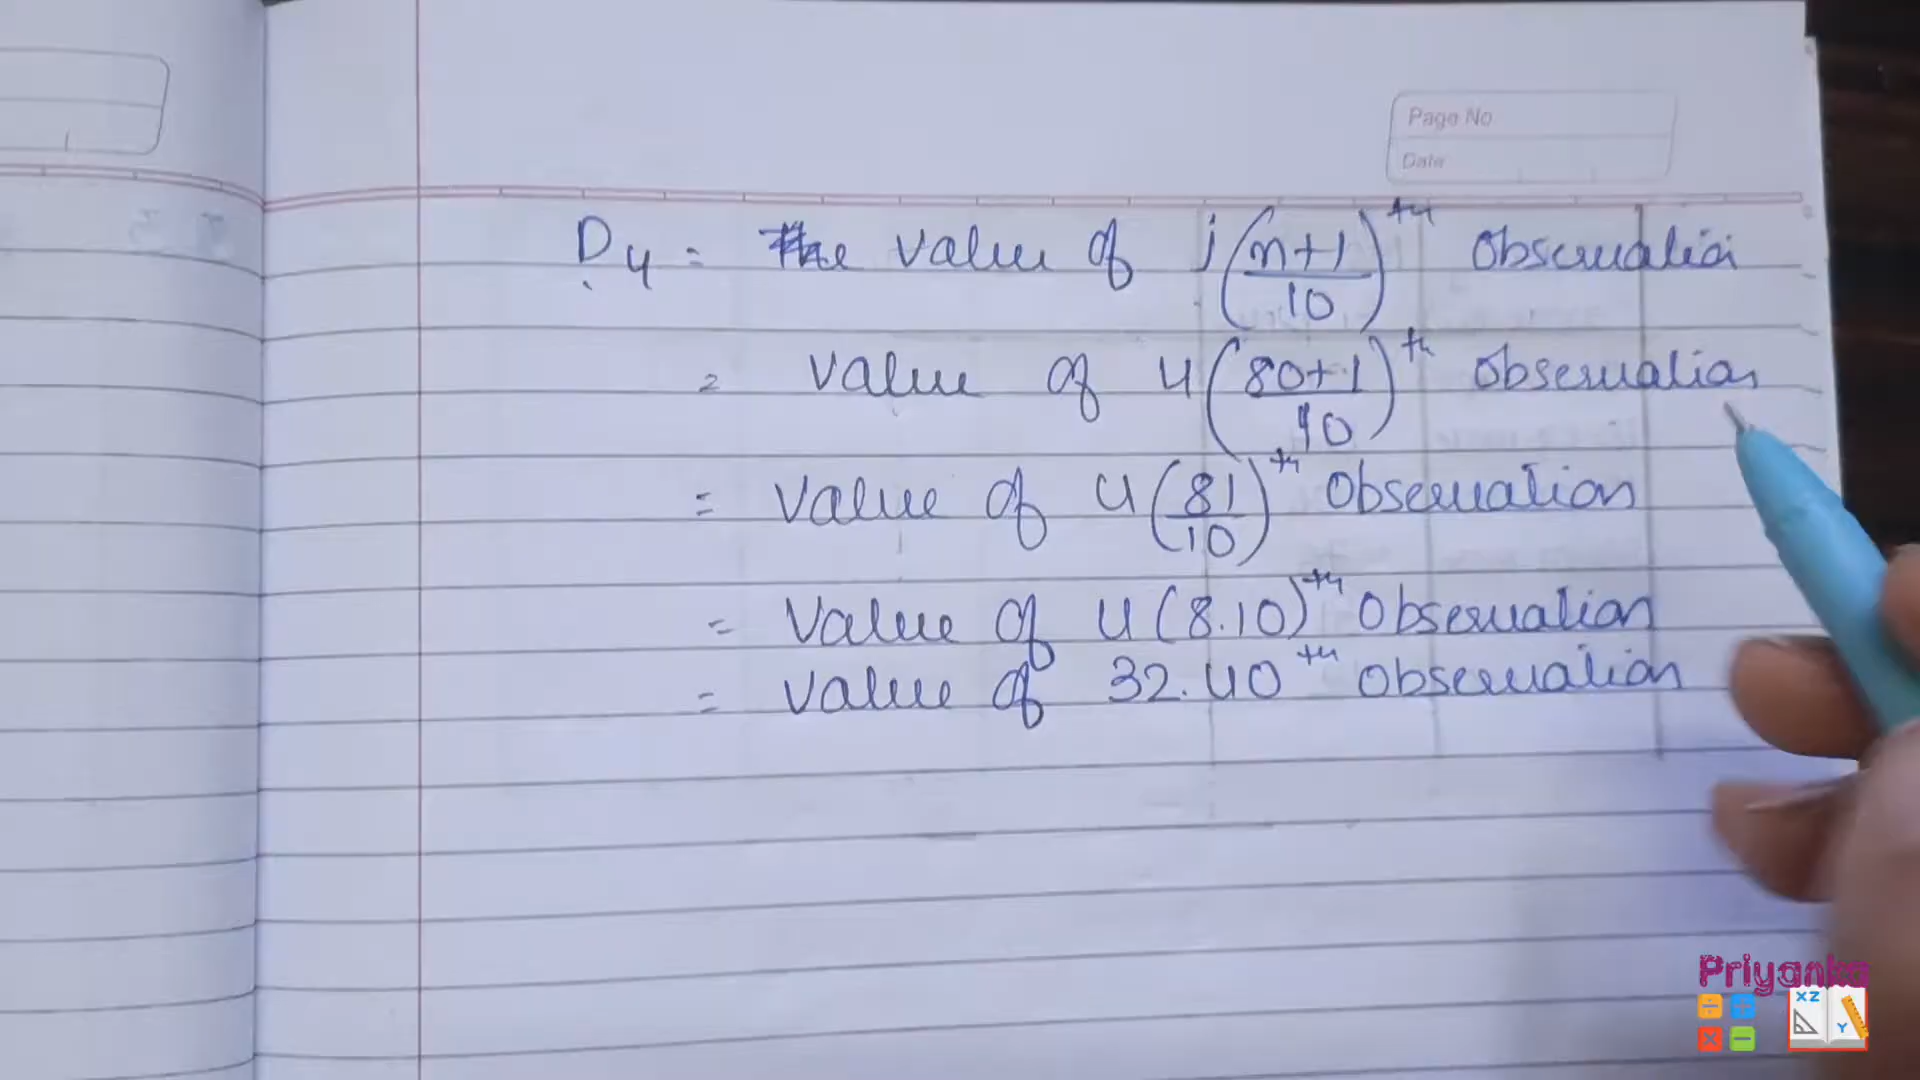 Page No
Date
D4 = The value of j(n+1/10)th Observation
= Value of 4(80+1/10)th Observation
= Value of 4(81/10)th Observation
= Value of 4(8.10)th Observation
= Value of 32.40th Observation
Priyanka
XZ
Y